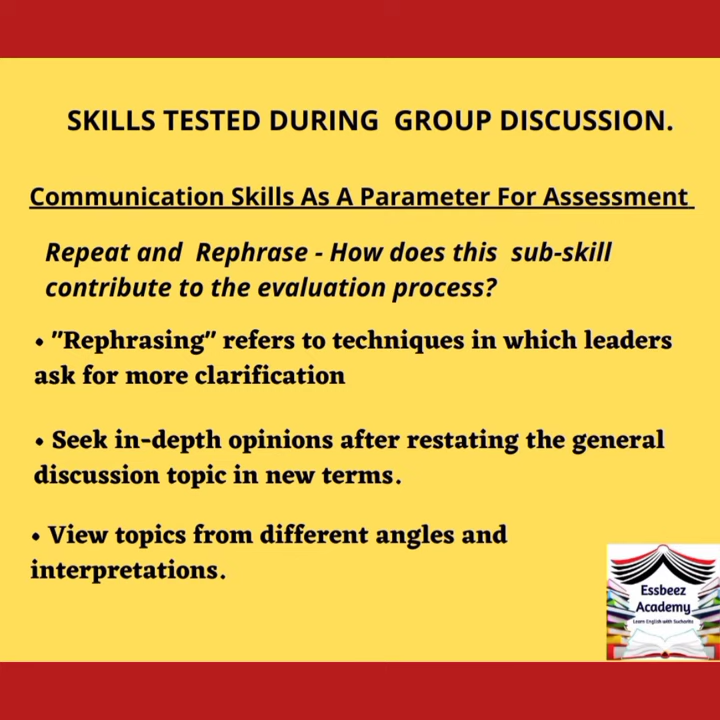 SKILLS TESTED DURING GROUP DISCUSSION.
Communication Skills As A Parameter For Assessment
Repeat and Rephrase - How does this sub-skill
contribute to the evaluation process?
• "Rephrasing" refers to techniques in which leaders
ask for more clarification
• Seek in-depth opinions after restating the general
discussion topic in new terms.
• View topics from different angles and
interpretations.
Essbeez
Academy
Learn English with Sucharita